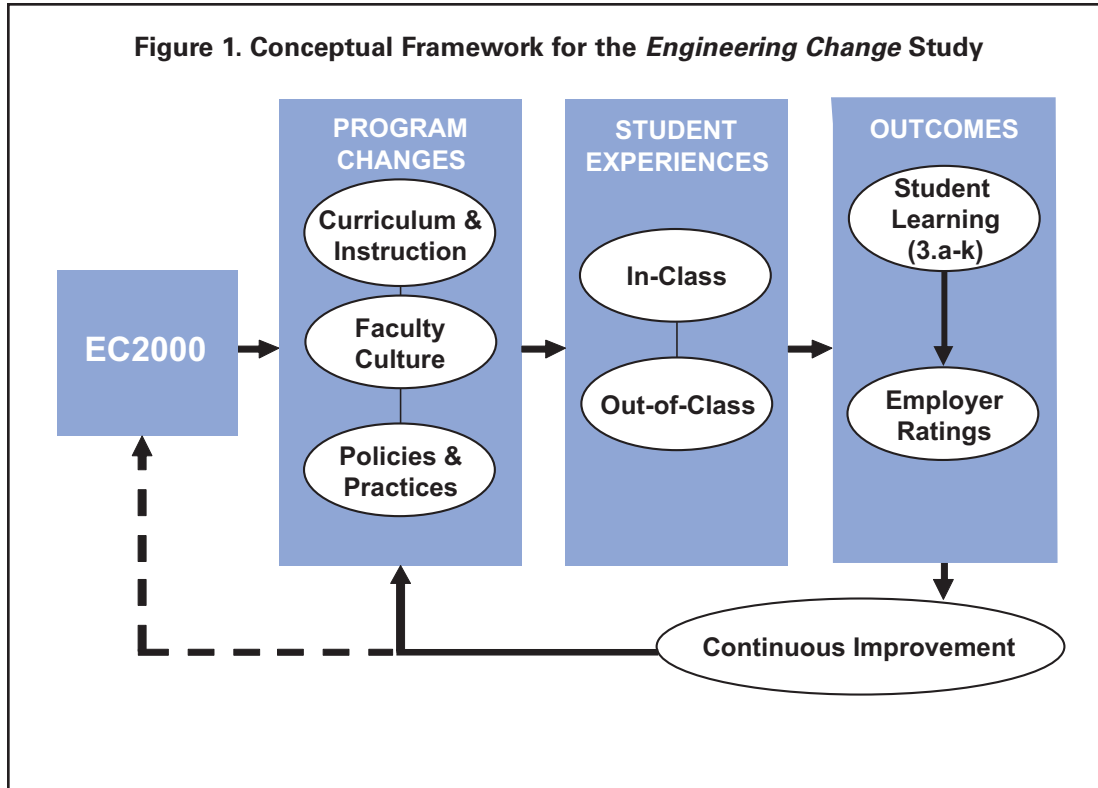 Figure 1. Conceptual Framework for the Engineering Change Study
EC2000
PROGRAM
CHANGES
Curriculum &
Instruction
Faculty
Culture
Policies &
Practices
STUDENT
EXPERIENCES
In-Class
Out-of-Class
OUTCOMES
Student
Learning
(3.a-k)
Employer
Ratings
Continuous Improvement